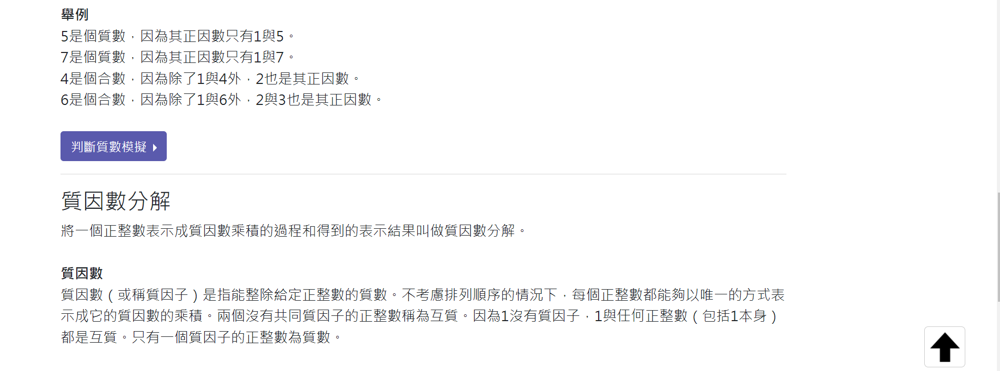 舉例
5是個質數，因為其正因數只有1與5。
7是個質數，因為其正因數只有1與7。
4是個合數，因為除了1與4外，2也是其正因數。
6是個合數，因為除了1與6外，2與3也是其正因數。
判斷質數模擬
質因數分解
將一個正整數表示成質因數乘積的過程和得到的表示結果叫做質因數分解。
質因數
質因數（或稱質因子）是指能整除給定正整數的質數。不考慮排列順序的情況下，每個正整數都能夠以唯一的方式表
示成它的質因數的乘積。兩個沒有共同質因子的正整數稱為互質。因為1沒有質因子，1與任何正整數（包括1本身）
都是互質。只有一個質因子的正整數為質數。